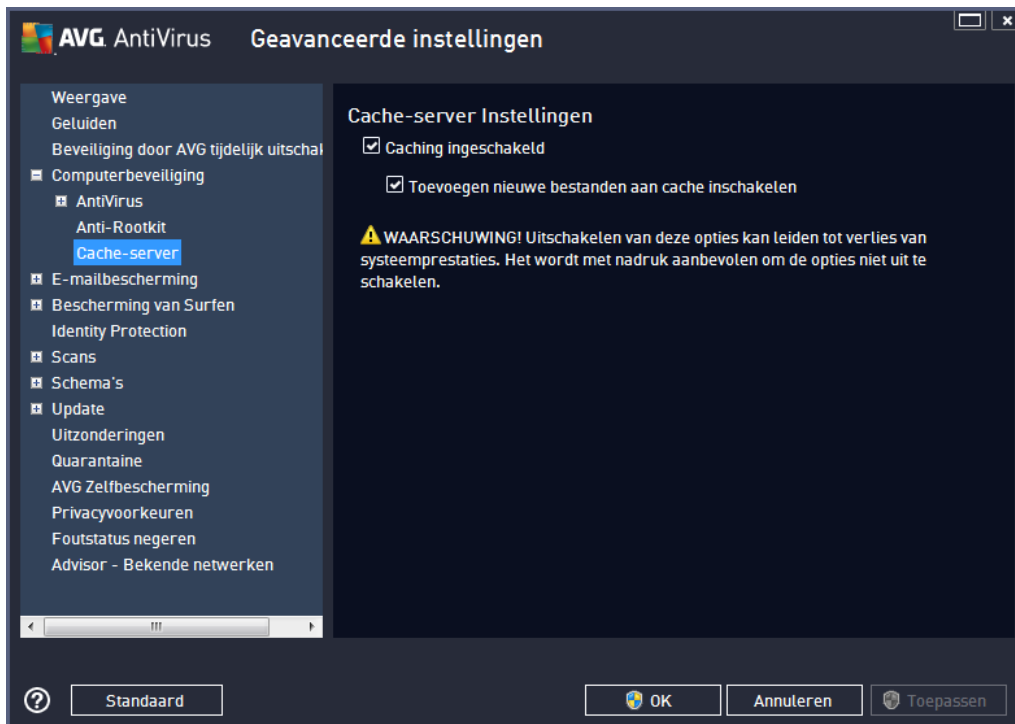 AVG. AntiVirus Geavanceerde instellingen
Weergave
Geluiden
Beveiliging door AVG tijdelijk uitschak
Computerbeveiliging
AntiVirus
Anti-Rootkit
Cache-server
E-mailbescherming
Bescherming van Surfen
Identity Protection
Scans
Schema's
Update
Uitzonderingen
Quarantaine
AVG Zelfbescherming
Privacyvoorkeuren
Foutstatus negeren
Advisor - Bekende netwerken
Cache-server Instellingen
Caching ingeschakeld
Toevoegen nieuwe bestanden aan cache inschakelen
WAARSCHUWING! Uitschakelen van deze opties kan leiden tot verlies van
systeemprestaties. Het wordt met nadruk aanbevolen om de opties niet uit te
schakelen.
? Standaard OK Annuleren Toepassen